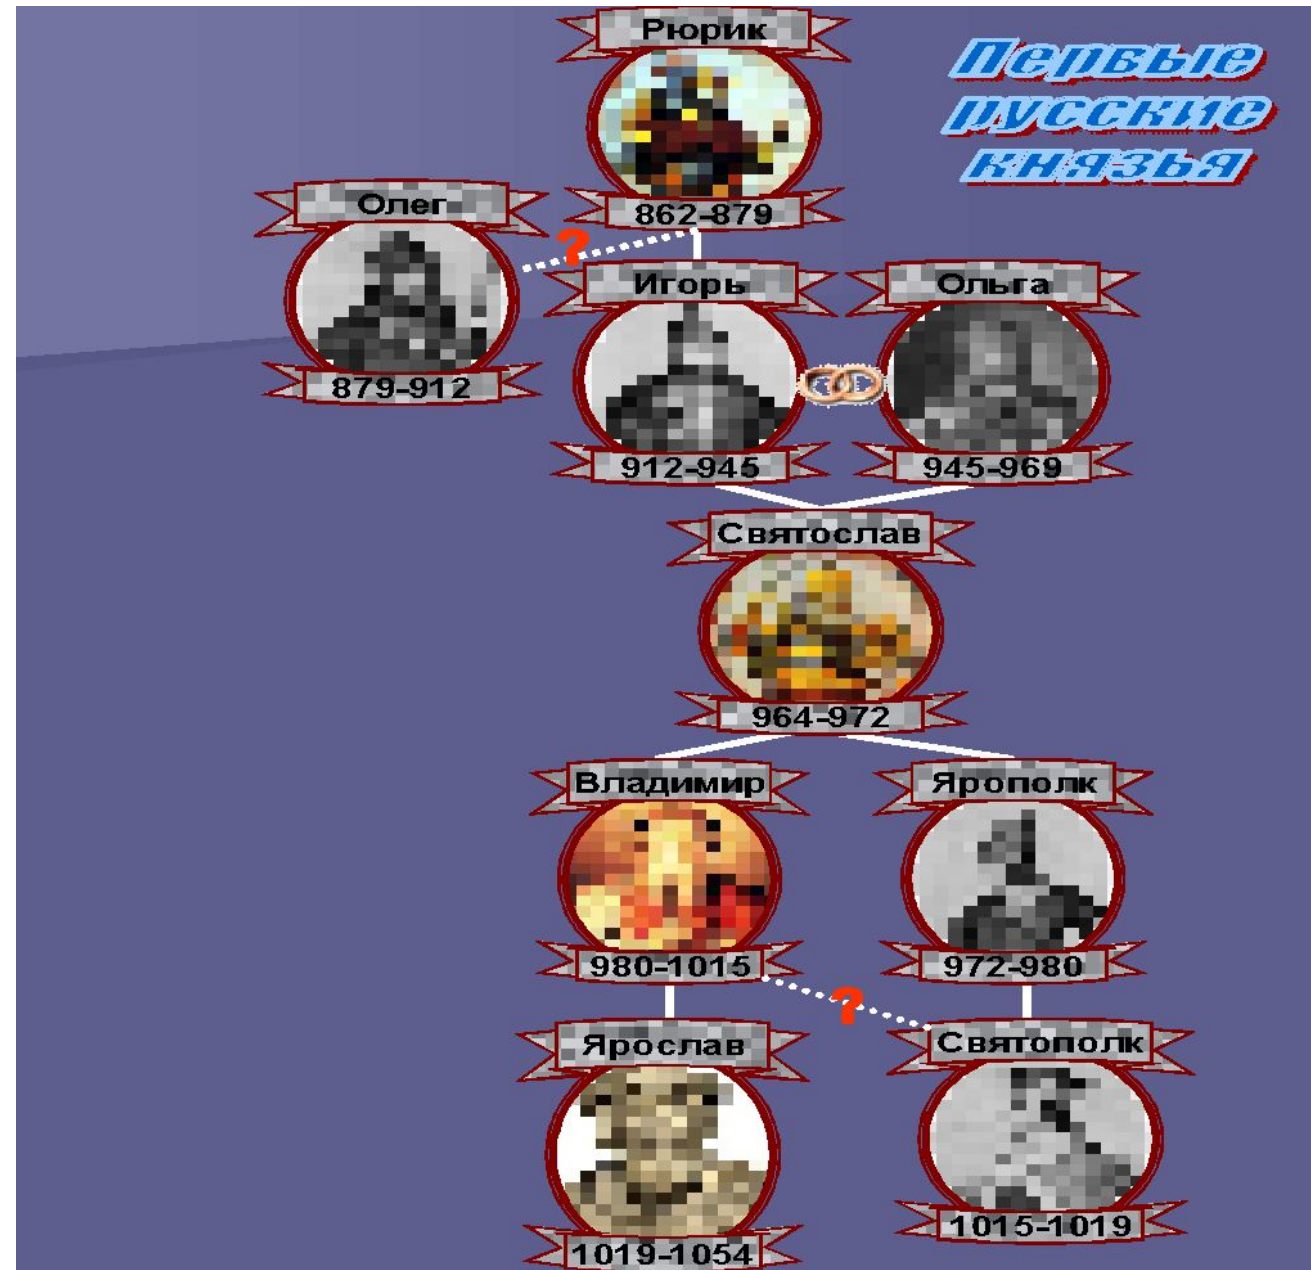 Рюрик
Первые
русские
князья
862-879
Олег
?
879-912
Игорь
Ольга
912-945
945-969
Святослав
964-972
Владимир
Ярополк
980-1015
972-980
?
Ярослав
Святополк
1019-1054
1015-1019